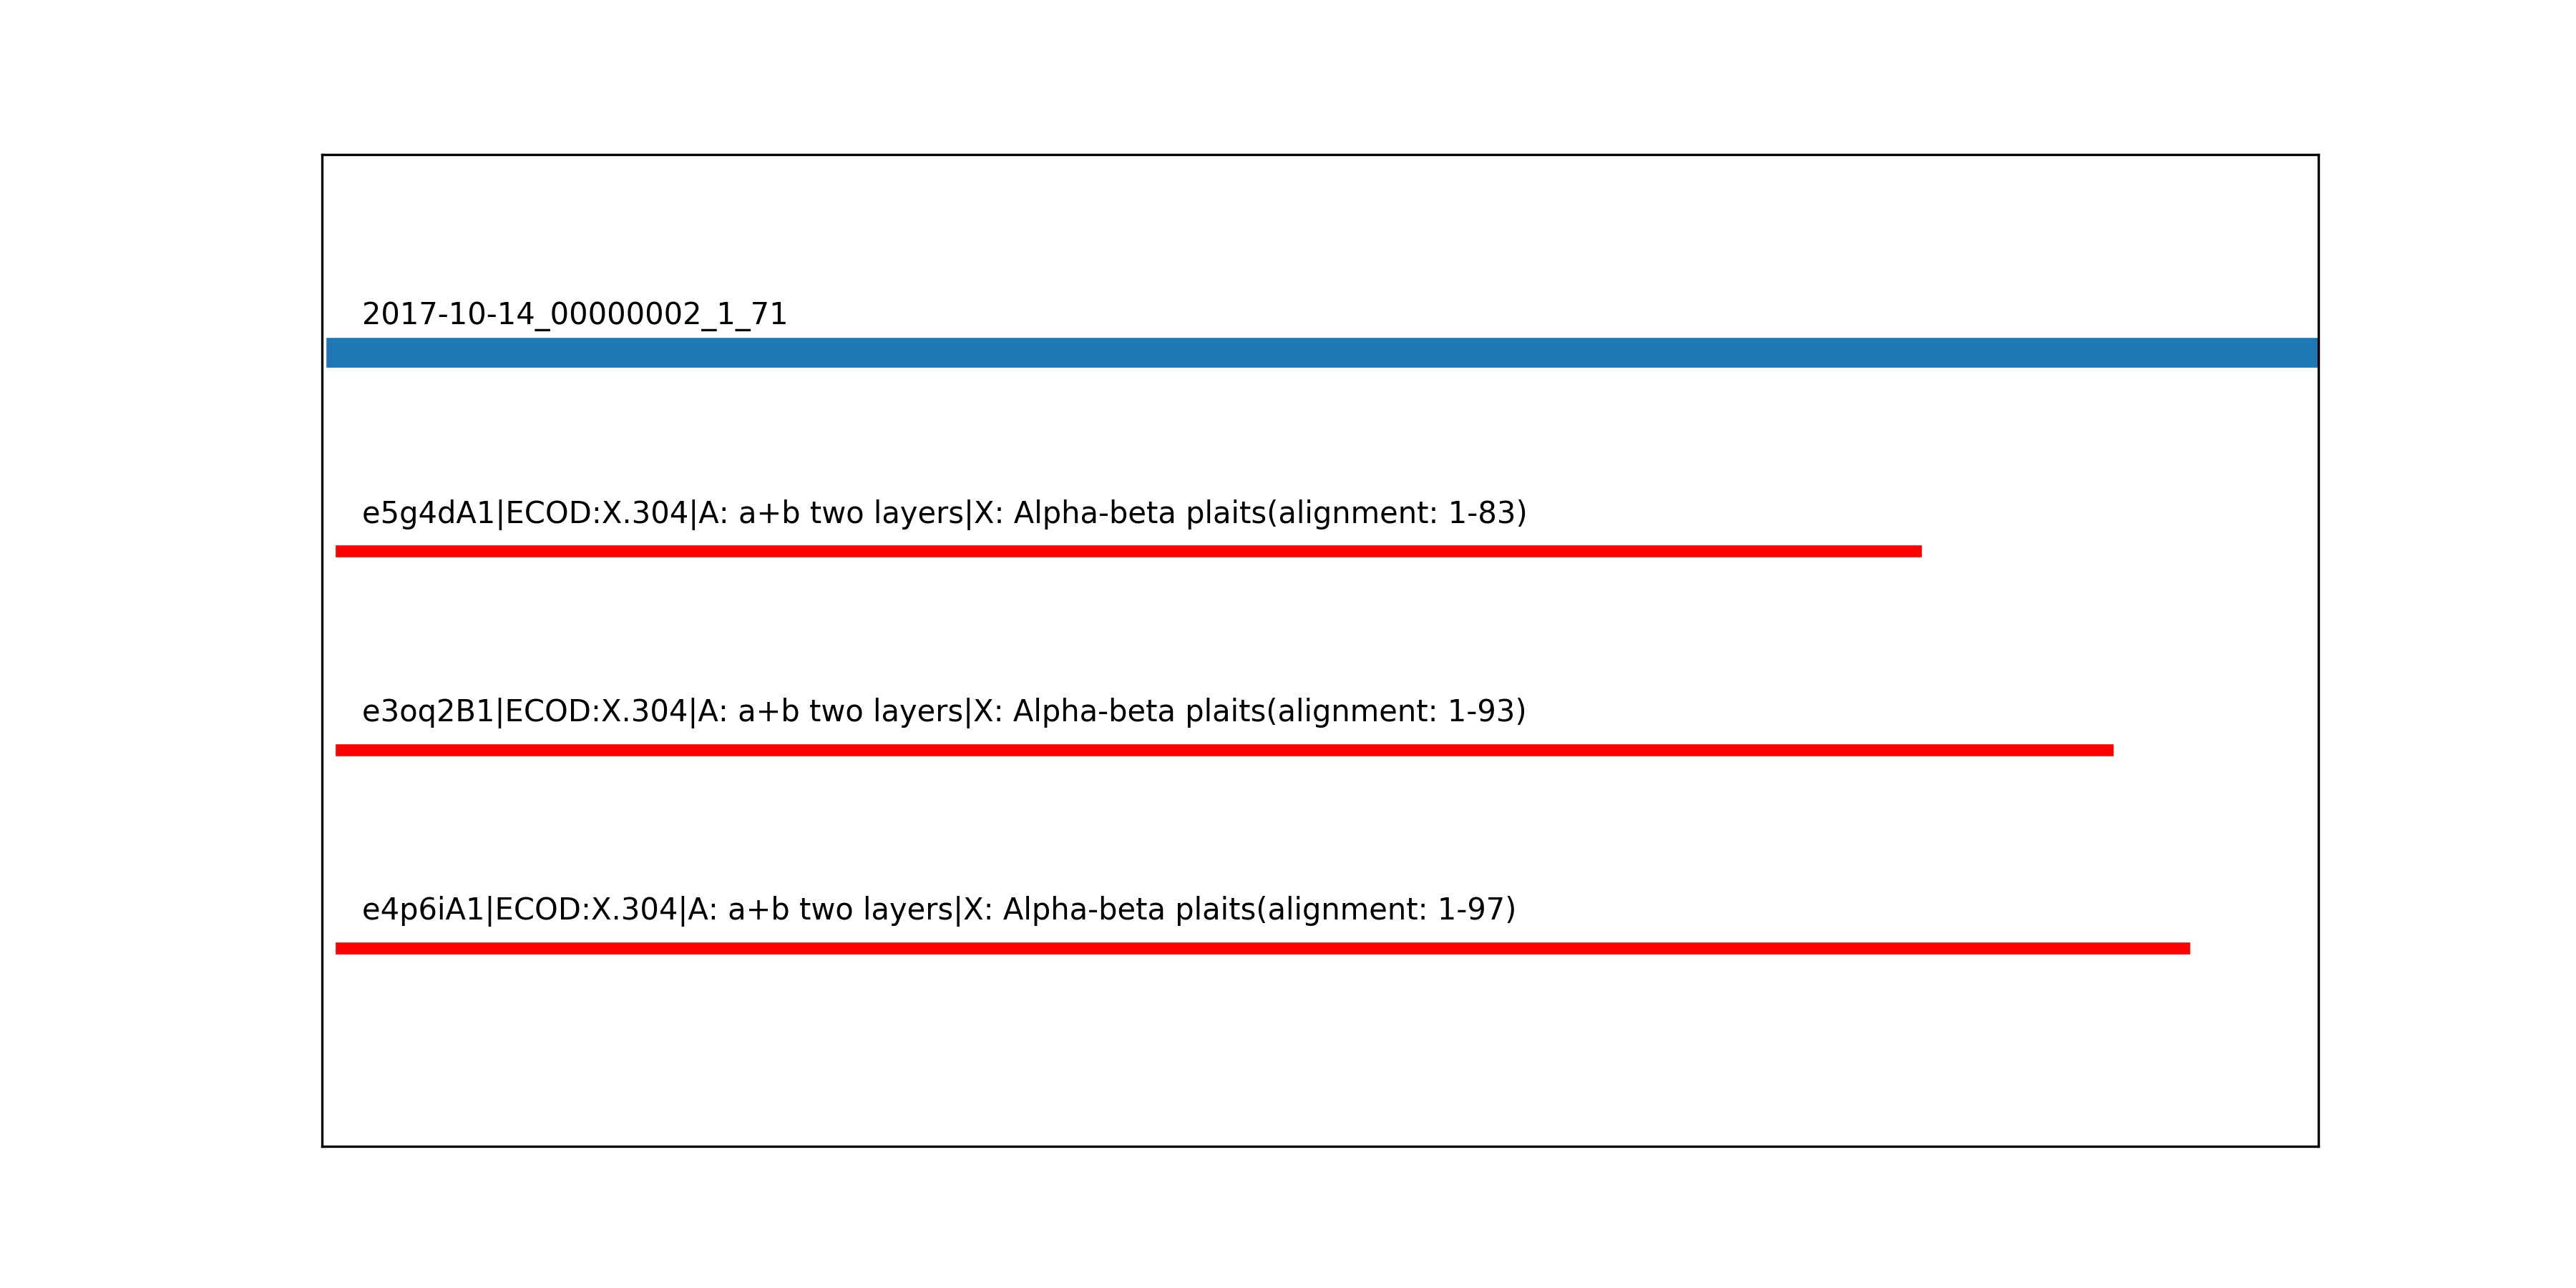 2017-10-14_00000002_1_71
e5g4dA1|ECOD:X.304|A: a+b two layers|X: Alpha-beta plaits(alignment: 1-83)
e3oq2B1|ECOD:X.304|A: a+b two layers|X: Alpha-beta plaits(alignment: 1-93)
e4p6iA1|ECOD:X.304|A: a+b two layers|X: Alpha-beta plaits(alignment: 1-97)